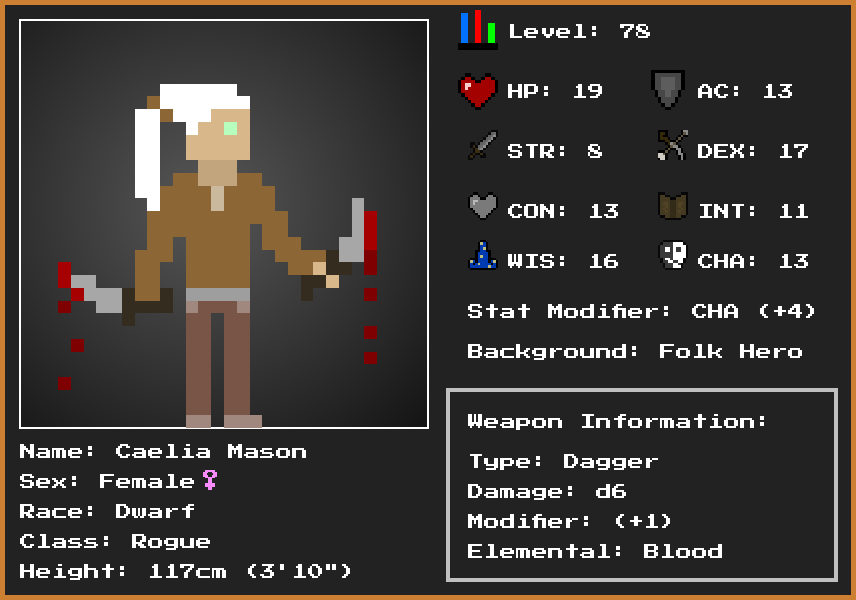 Level: 78
HP: 19
AC: 13
STR: 8
DEX: 17
CON: 13
INT: 11
WIS: 16
CHA: 13
Stat Modifier: CHA (+4)
Background: Folk Hero
Weapon Information:
Type: Dagger
Damage: d6
Modifier: (+1)
Elemental: Blood
Name: Caelia Mason
Sex: Female♀
Race: Dwarf
Class: Rogue
Height: 117cm (3'10")